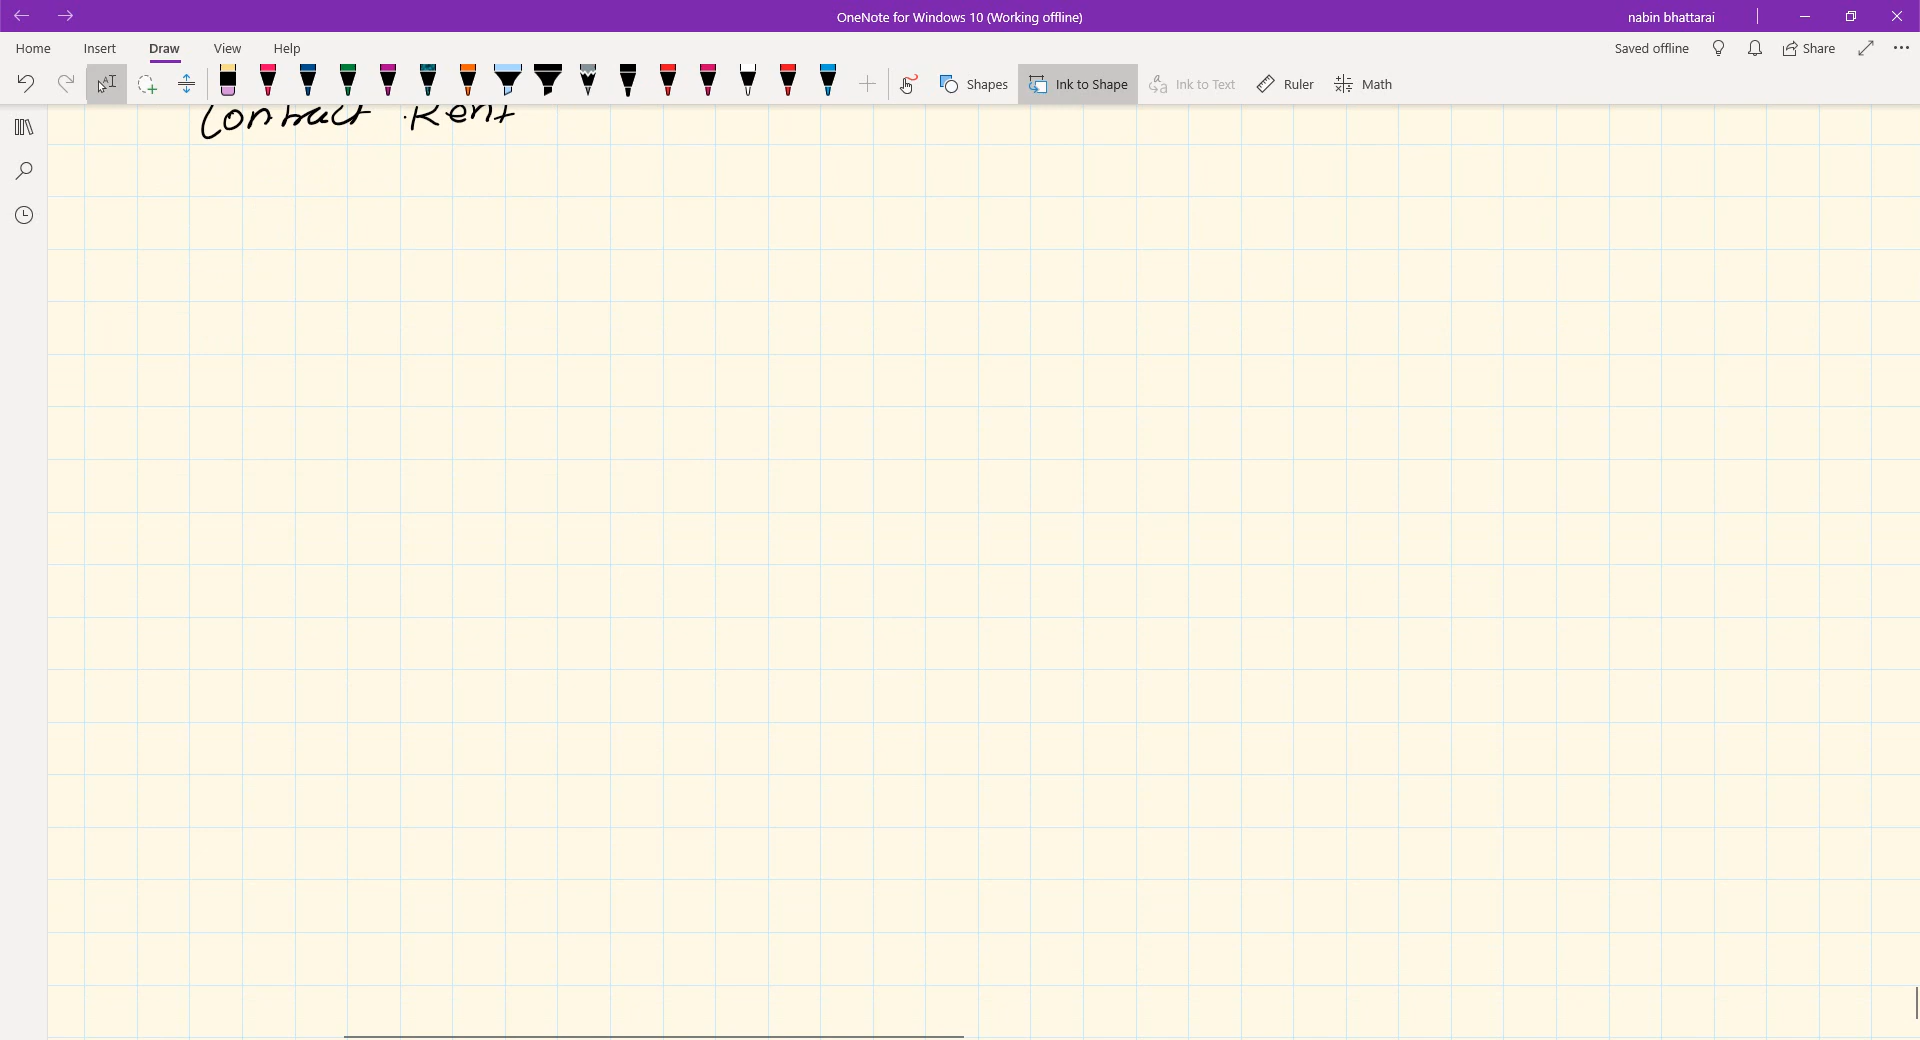 OneNote for Windows 10 (Working offline)
nabin bhattarai
Home Insert Draw View Help
Saved offline Share
Shapes Ink to Shape Ink to Text Ruler Math
Contract Rent